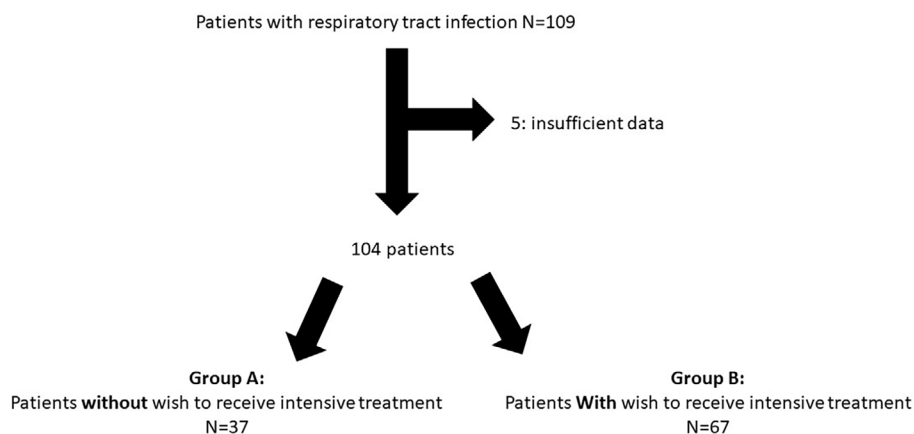 Patients with respiratory tract infection N=109
5: insufficient data
104 patients
Group A:
Patients without wish to receive intensive treatment
N=37
Group B:
Patients With wish to receive intensive treatment
N=67